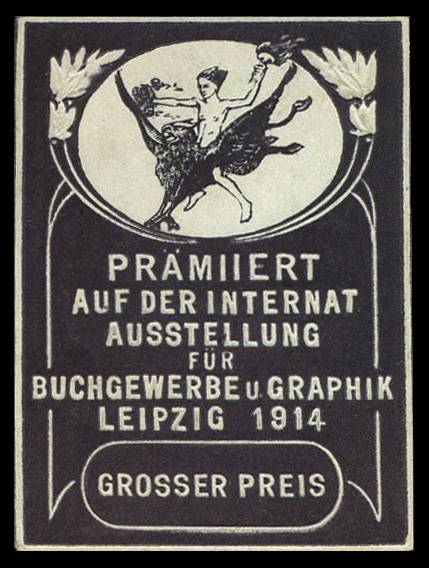 PRÄMIIERT
AUF DER INTERNAT
AUSSTELLUNG
FÜR
BUCHGEWERBE u. GRAPHIK
LEIPZIG 1914
GROSSER PREIS